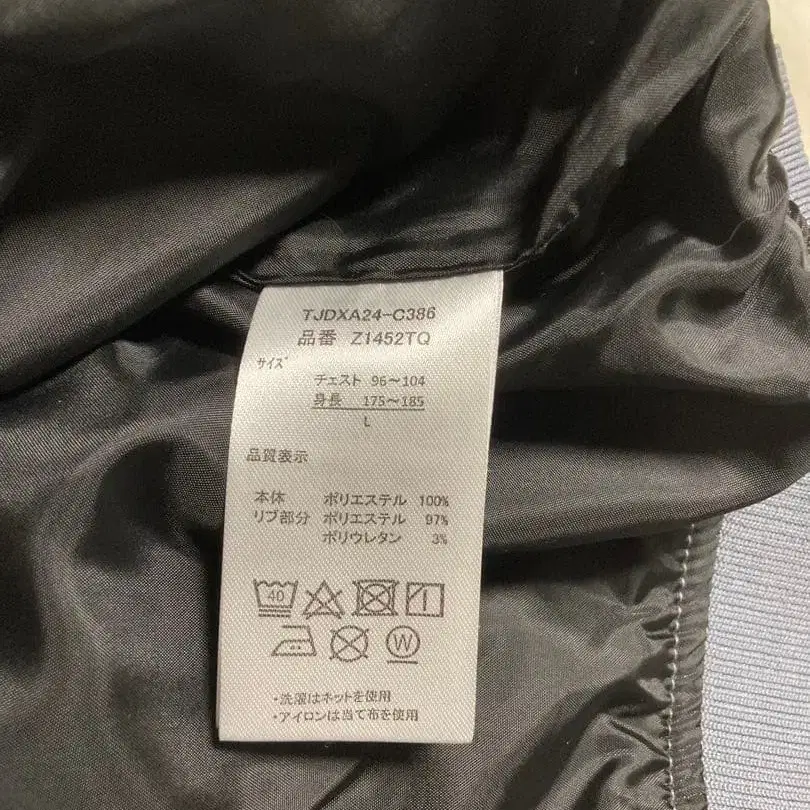 TJDXA24-C386
品番 Z1452TQ
サイズ
チェスト 96~104
身長 175~185
L
品質表示
本体 ポリエステル 100%
リブ部分 ポリエステル 97%
ポリウレタン 3%
40
W
・洗濯はネットを使用
・アイロンは当て布を使用